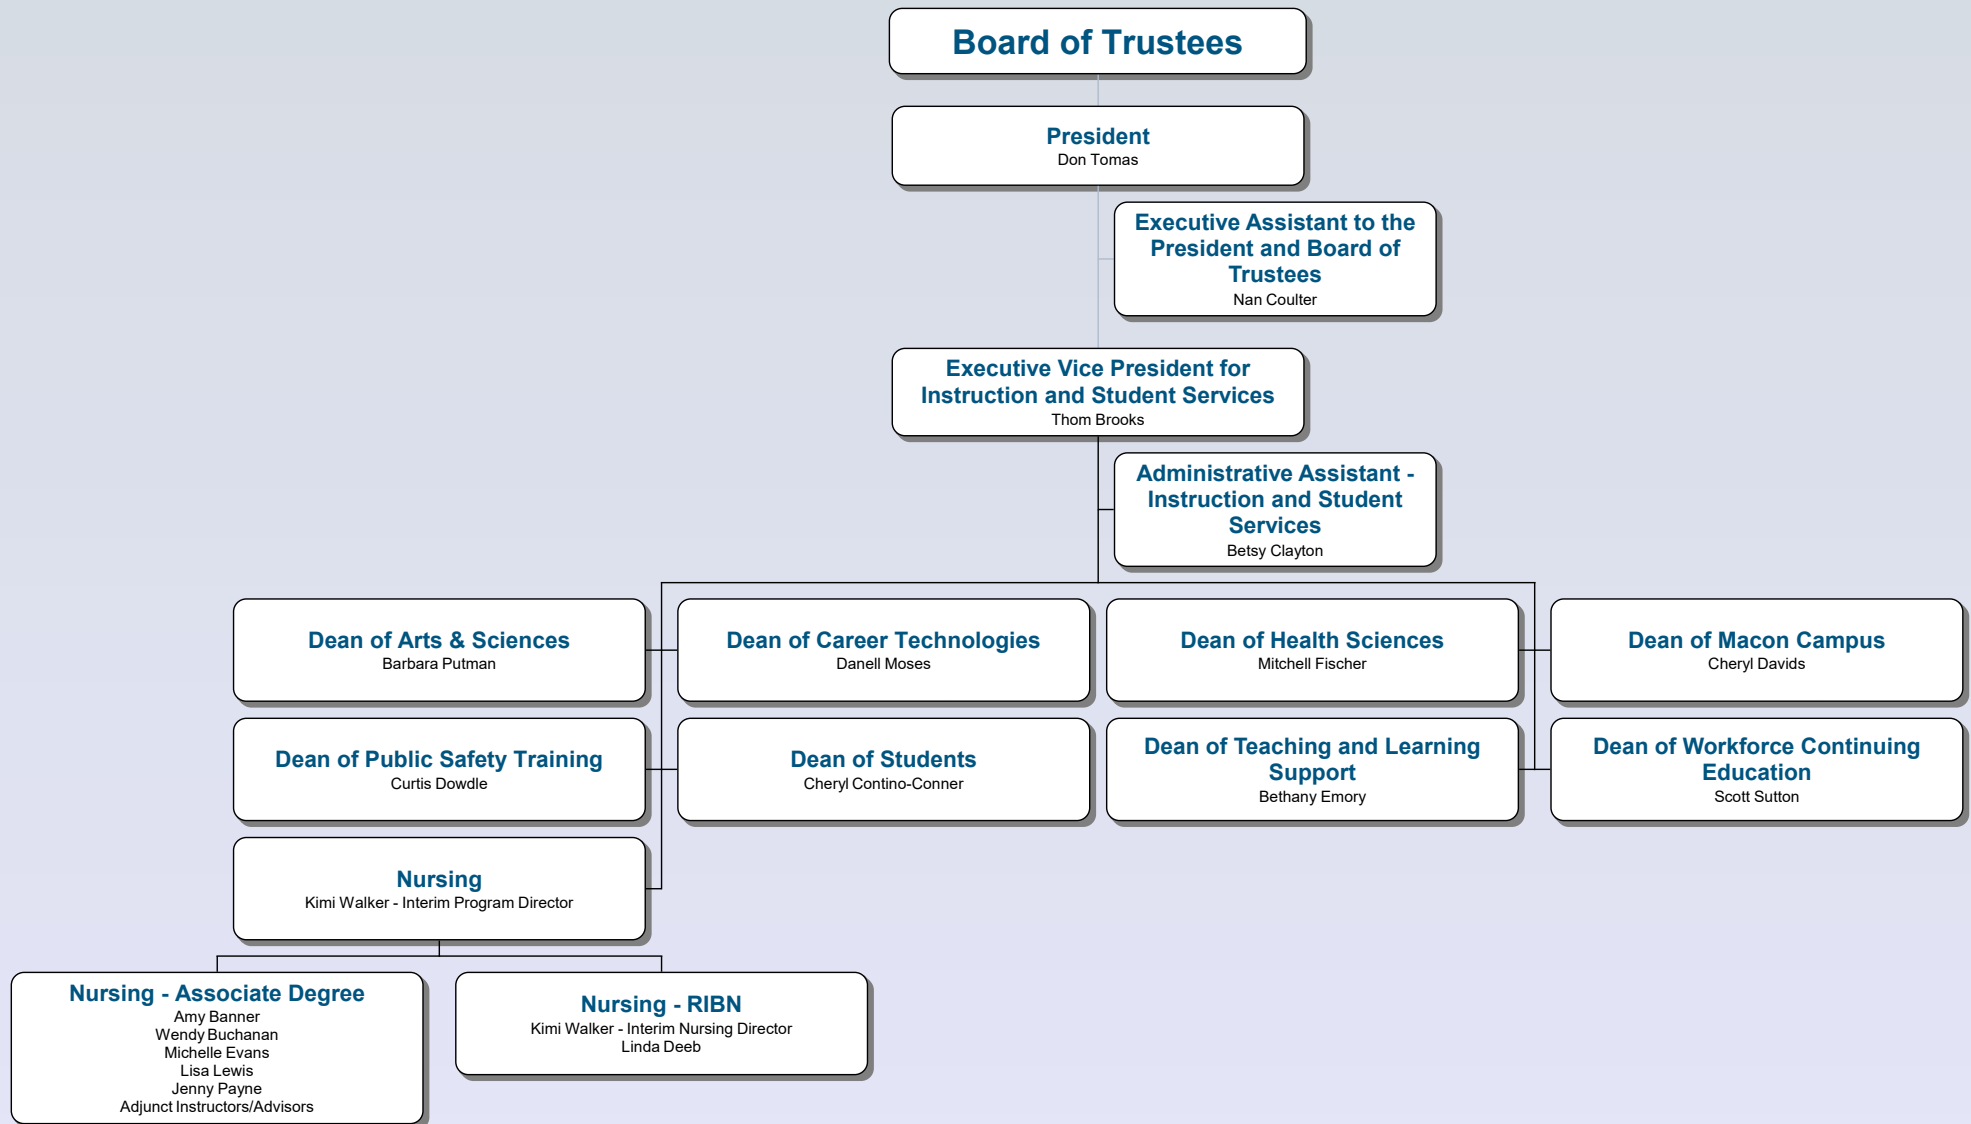 Board of Trustees
President
Don Tomas
Executive Assistant to the
President and Board of
Trustees
Nan Coulter
Executive Vice President for
Instruction and Student Services
Thom Brooks
Administrative Assistant -
Instruction and Student
Services
Betsy Clayton
Dean of Arts & Sciences
Barbara Putman
Dean of Career Technologies
Danell Moses
Dean of Health Sciences
Mitchell Fischer
Dean of Macon Campus
Cheryl Davids
Dean of Public Safety Training
Curtis Dowdle
Dean of Students
Cheryl Contino-Conner
Dean of Teaching and Learning
Support
Bethany Emory
Dean of Workforce Continuing
Education
Scott Sutton
Nursing
Kimi Walker - Interim Program Director
Nursing - Associate Degree
Amy Banner
Wendy Buchanan
Michelle Evans
Lisa Lewis
Jenny Payne
Adjunct Instructors/Advisors
Nursing - RIBN
Kimi Walker - Interim Nursing Director
Linda Deeb